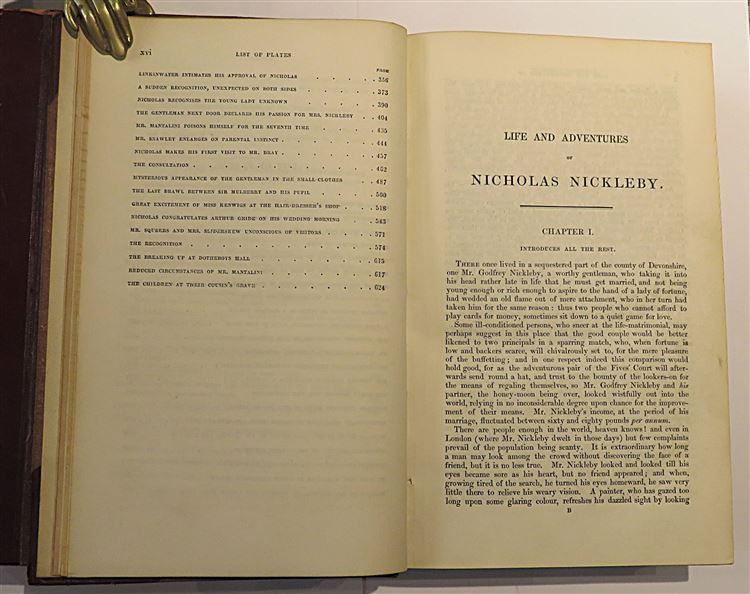 xvi LIST OF PLATES
PAGE
LINKINWATER INTIMATES HIS APPROVAL OF NICHOLAS . . . . 356
A SUDDEN RECOGNITION, UNEXPECTED ON BOTH SIDES . . . . 373
NICHOLAS RECOGNISES THE YOUNG LADY UNKNOWN . . . . 390
THE GENTLEMAN NEXT DOOR DECLARES HIS PASSION FOR MRS. NICKLEBY . . 404
MR. MANTALINI POISONS HIMSELF FOR THE SEVENTH TIME . . . . 435
MR. SNAWLEY ENLARGES ON PARENTAL INSTINCT . . . . . 444
NICHOLAS MAKES HIS FIRST VISIT TO MR. BRAY . . . . . 457
THE CONSULTATION . . . . . . . . . 462
MYSTERIOUS APPEARANCE OF THE GENTLEMAN IN THE SMALL-CLOTHES . . 487
THE LAST BRAWL BETWEEN SIR MULBERRY AND HIS PUPIL . . . 500
GREAT EXCITEMENT OF MISS KENWIGS AT THE HAIR-DRESSER'S SHOP . . . 518
NICHOLAS CONGRATULATES ARTHUR GRIDE ON HIS WEDDING MORNING . . . 543
MR. SQUEERS AND MRS. SLIDERSKEW UNCONSCIOUS OF VISITORS . . . 571
THE RECOGNITION . . . . . . . . . 574
THE BREAKING UP AT DOTHEBOYS HALL . . . . . . 615
REDUCED CIRCUMSTANCES OF MR. MANTALINI . . . . . 617
THE CHILDREN AT THEIR COUSIN'S GRAVE . . . . . 624
LIFE AND ADVENTURES
OF
NICHOLAS NICKLEBY.
CHAPTER I.
INTRODUCES ALL THE REST.
THERE once lived in a sequestered part of the county of Devonshire,
one Mr. Godfrey Nickleby, a worthy gentleman, who taking it into
his head rather late in life that he must get married, and not being
young enough or rich enough to aspire to the hand of a lady of fortune,
had wedded an old flame out of mere attachment, who in her turn had
taken him for the same reason: thus two people who cannot afford to
play cards for money, sometimes sit down to a quiet game for love.
Some ill-conditioned persons, who sneer at the life-matrimonial, may
perhaps suggest in this place that the good couple would be better
likened to two principals in a sparring match, who, when fortune is
low and backers scarce, will chivalrously set to, for the mere pleasure
of the buffetting; and in one respect indeed this comparison would
hold good, for as the adventurous pair of the Fives' Court will after-
wards send round a hat, and trust to the bounty of the lookers-on for
the means of regaling themselves, so Mr. Godfrey Nickleby and his
partner, the honey-moon being over, looked wistfully out into the
world, relying in no inconsiderable degree upon chance for the improve-
ment of their means. Mr. Nickleby's income, at the period of his
marriage, fluctuated between sixty and eighty pounds per annum.
There are people enough in the world, heaven knows! and even in
London (where Mr. Nickleby dwelt in those days) but few complaints
prevail of the population being scanty. It is extraordinary how long
a man may look among the crowd without discovering the face of a
friend, but it is no less true. Mr. Nickleby looked and looked till his
eyes became sore as his heart, but no friend appeared; and when,
growing tired of the search, he turned his eyes homeward, he saw very
little there to relieve his weary vision. A painter, who has gazed too
long upon some glaring colour, refreshes his dazzled sight by looking
B